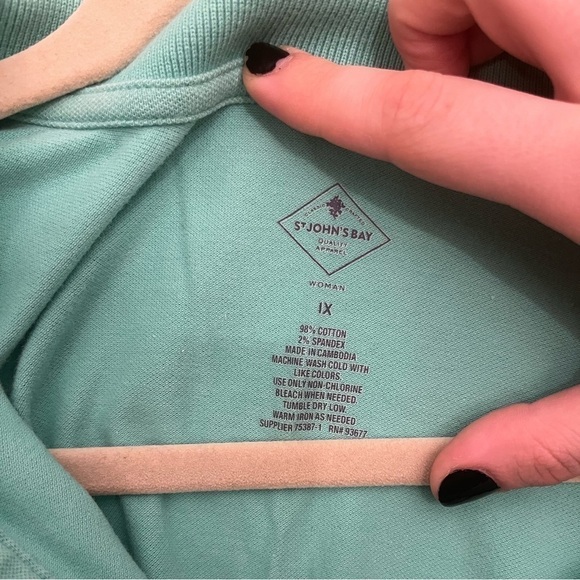 CLASSIC CRAFTED
ST JOHN'S BAY
QUALITY
APPAREL
WOMAN
1X
98% COTTON
2% SPANDEX
MADE IN CAMBODIA
MACHINE WASH COLD WITH
LIKE COLORS.
USE ONLY NON-CHLORINE
BLEACH WHEN NEEDED.
TUMBLE DRY LOW.
WARM IRON AS NEEDED
SUPPLIER 75387-1 RN# 93677